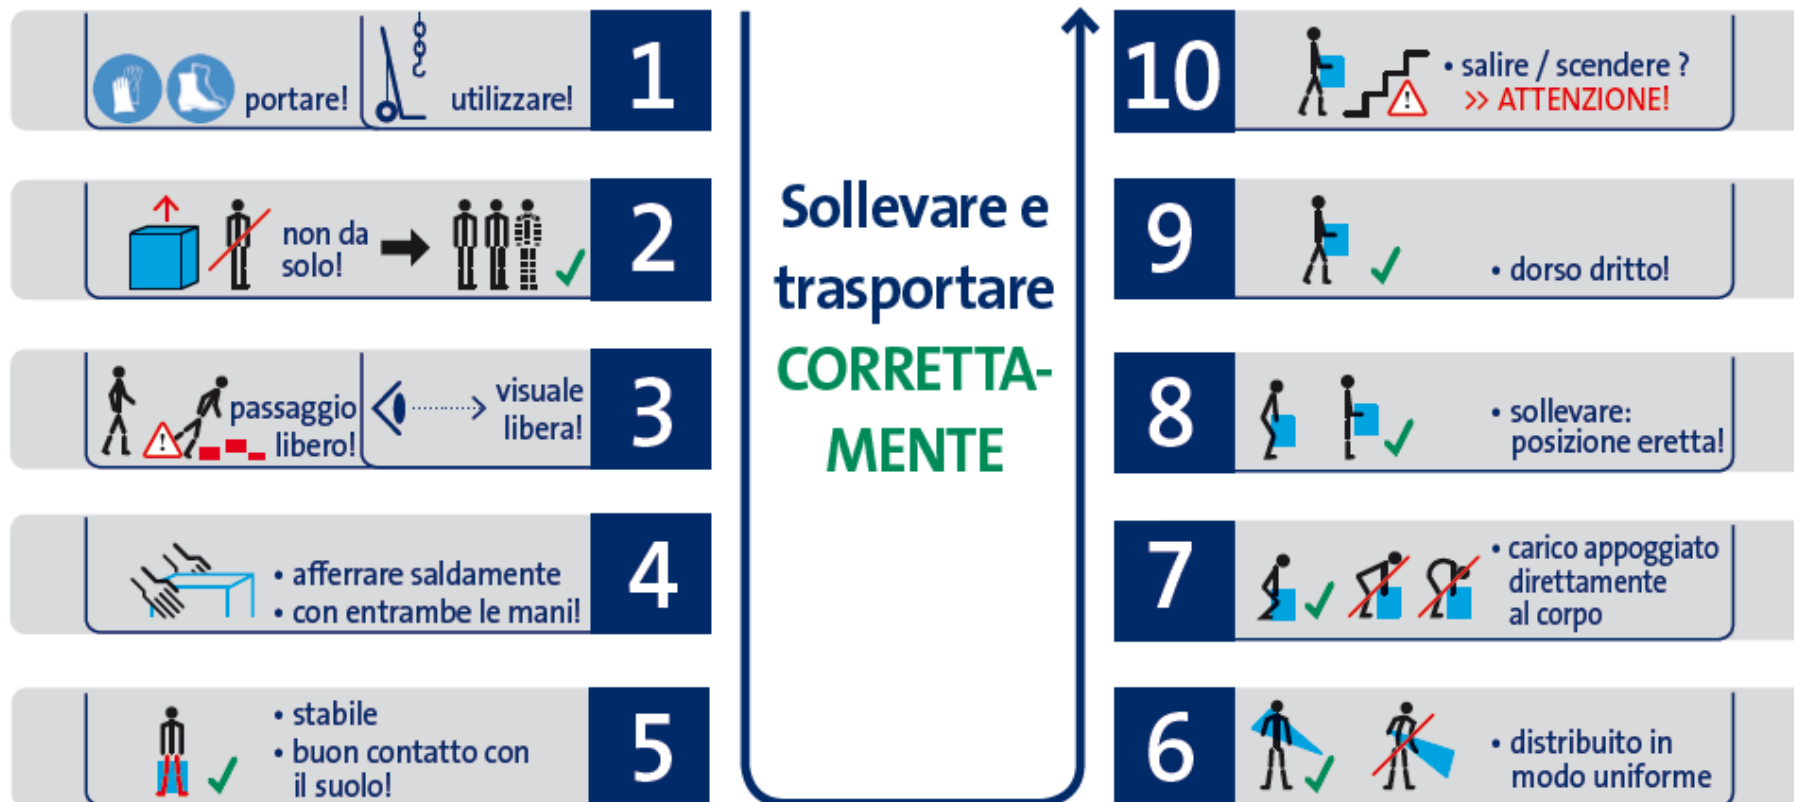 portare!
utilizzare!
1
non da
solo!
2
passaggio
libero!
visuale
libera!
3
• afferrare saldamente
• con entrambe le mani!
4
• stabile
• buon contatto con
il suolo!
5
Sollevare e
trasportare
CORRETTA-
MENTE
10
• salire / scendere ?
>> ATTENZIONE!
9
• dorso dritto!
8
• sollevare:
posizione eretta!
7
• carico appoggiato
direttamente
al corpo
6
• distribuito in
modo uniforme